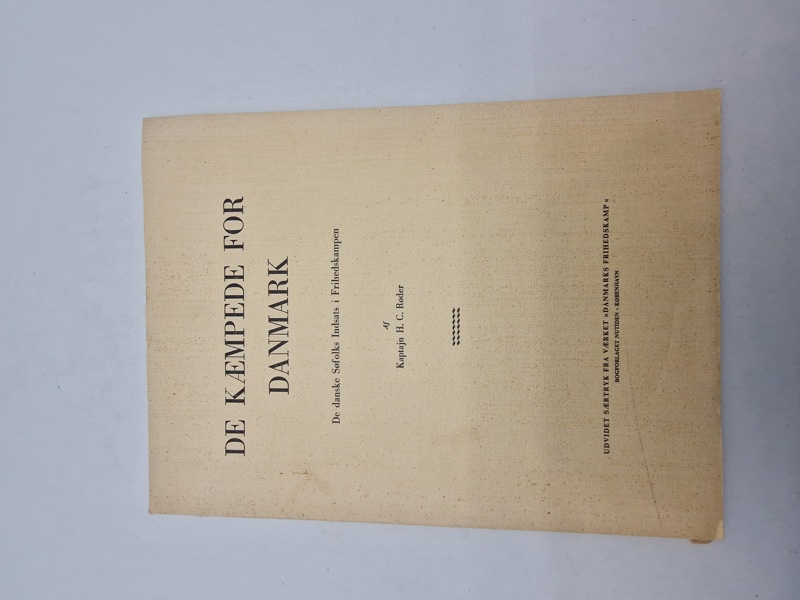 DE KÆMPEDE FOR
DANMARK
De danske Søfolks Indsats i Frihedskampen
Af
Kaptajn H. C. Røder
UDVIDET SÆRTRYK FRA VÆRKET »DANMARKS FRIHEDSKAMP«
BOGFORLAGET NUTIDEN - KØBENHAVN